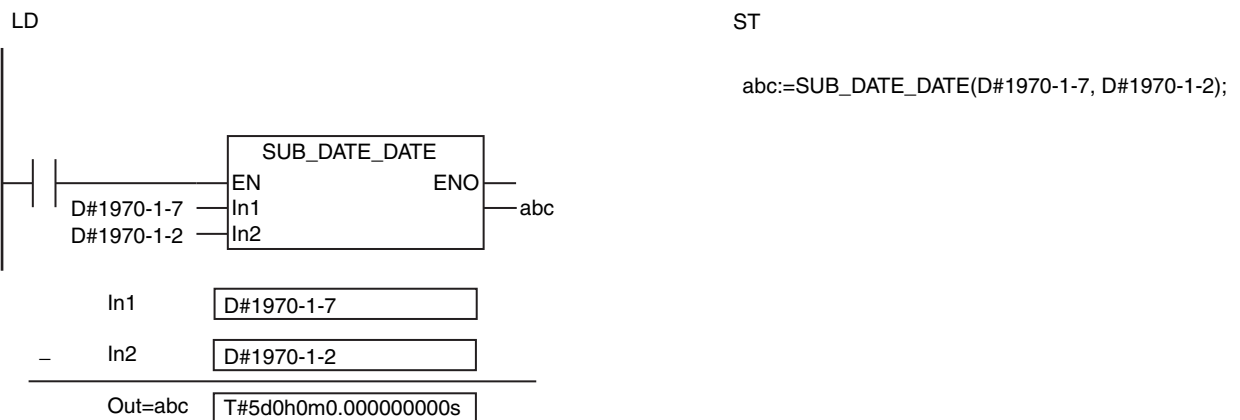 LD
ST
abc:=SUB_DATE_DATE(D#1970-1-7, D#1970-1-2);
SUB_DATE_DATE
EN ENO
D#1970-1-7 In1 abc
D#1970-1-2 In2
In1 D#1970-1-7
– In2 D#1970-1-2
Out=abc T#5d0h0m0.000000000s